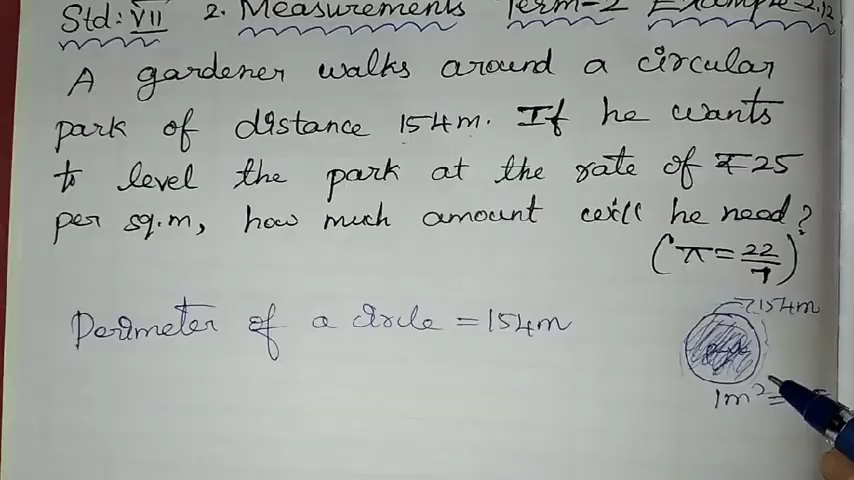 Std: VII 2. Measurements Term-2 Example-2.12
A gardener walks around a circular
park of distance 154m. If he wants
to level the park at the rate of ₹25
per sq.m, how much amount will he need?
(π = 22/7)
Perimeter of a circle = 154m
154m
1m² =